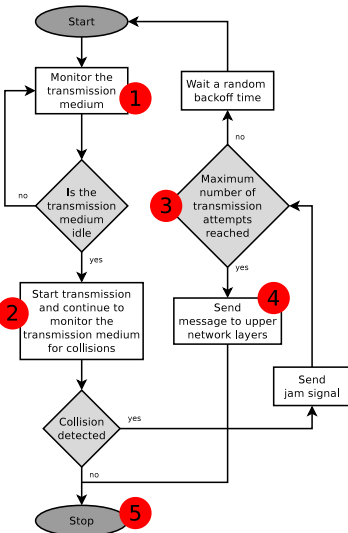 Start
Monitor the
transmission
medium
1
no
Is the
transmission
medium
idle
yes
2
Start transmission
and continue to
monitor the
transmission medium
for collisions
Collision
detected
yes
no
Stop
5
Wait a random
backoff time
no
3
Maximum
number of
transmission
attempts
reached
yes
4
Send
message to upper
network layers
Send
jam signal